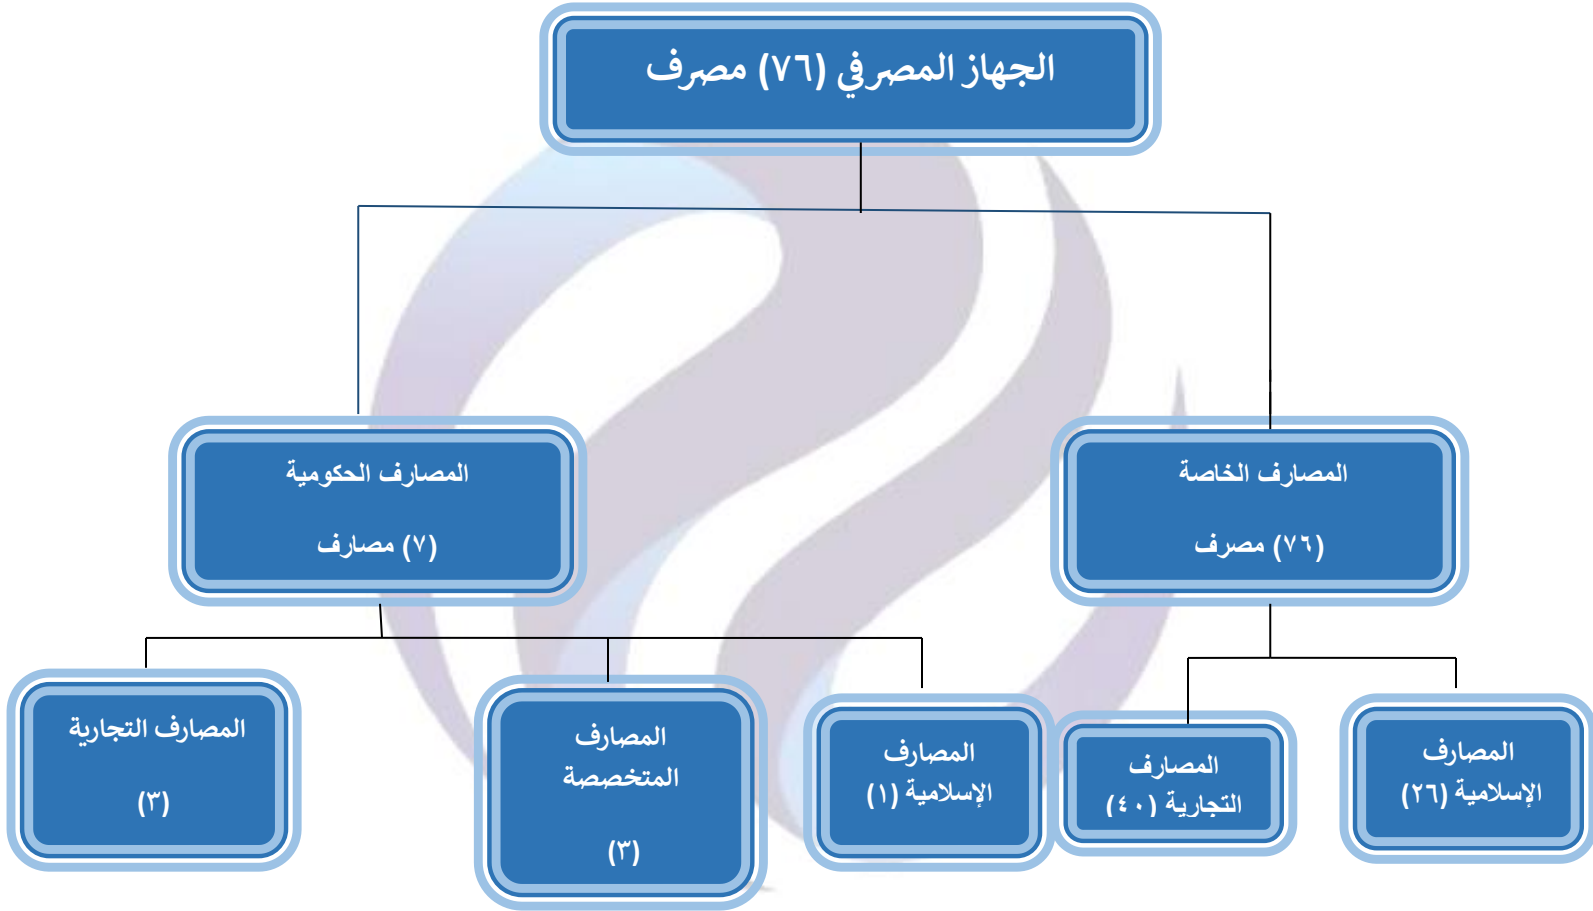 الجهاز المصرفي (٧٦) مصرف
المصارف الخاصة
(٧٦) مصرف
المصارف الحكومية
(٧) مصارف
المصارف
الإسلامية (٢٦)
المصارف
التجارية (٤٠)
المصارف
الإسلامية (١)
المصارف
المتخصصة
(٣)
المصارف التجارية
(٣)